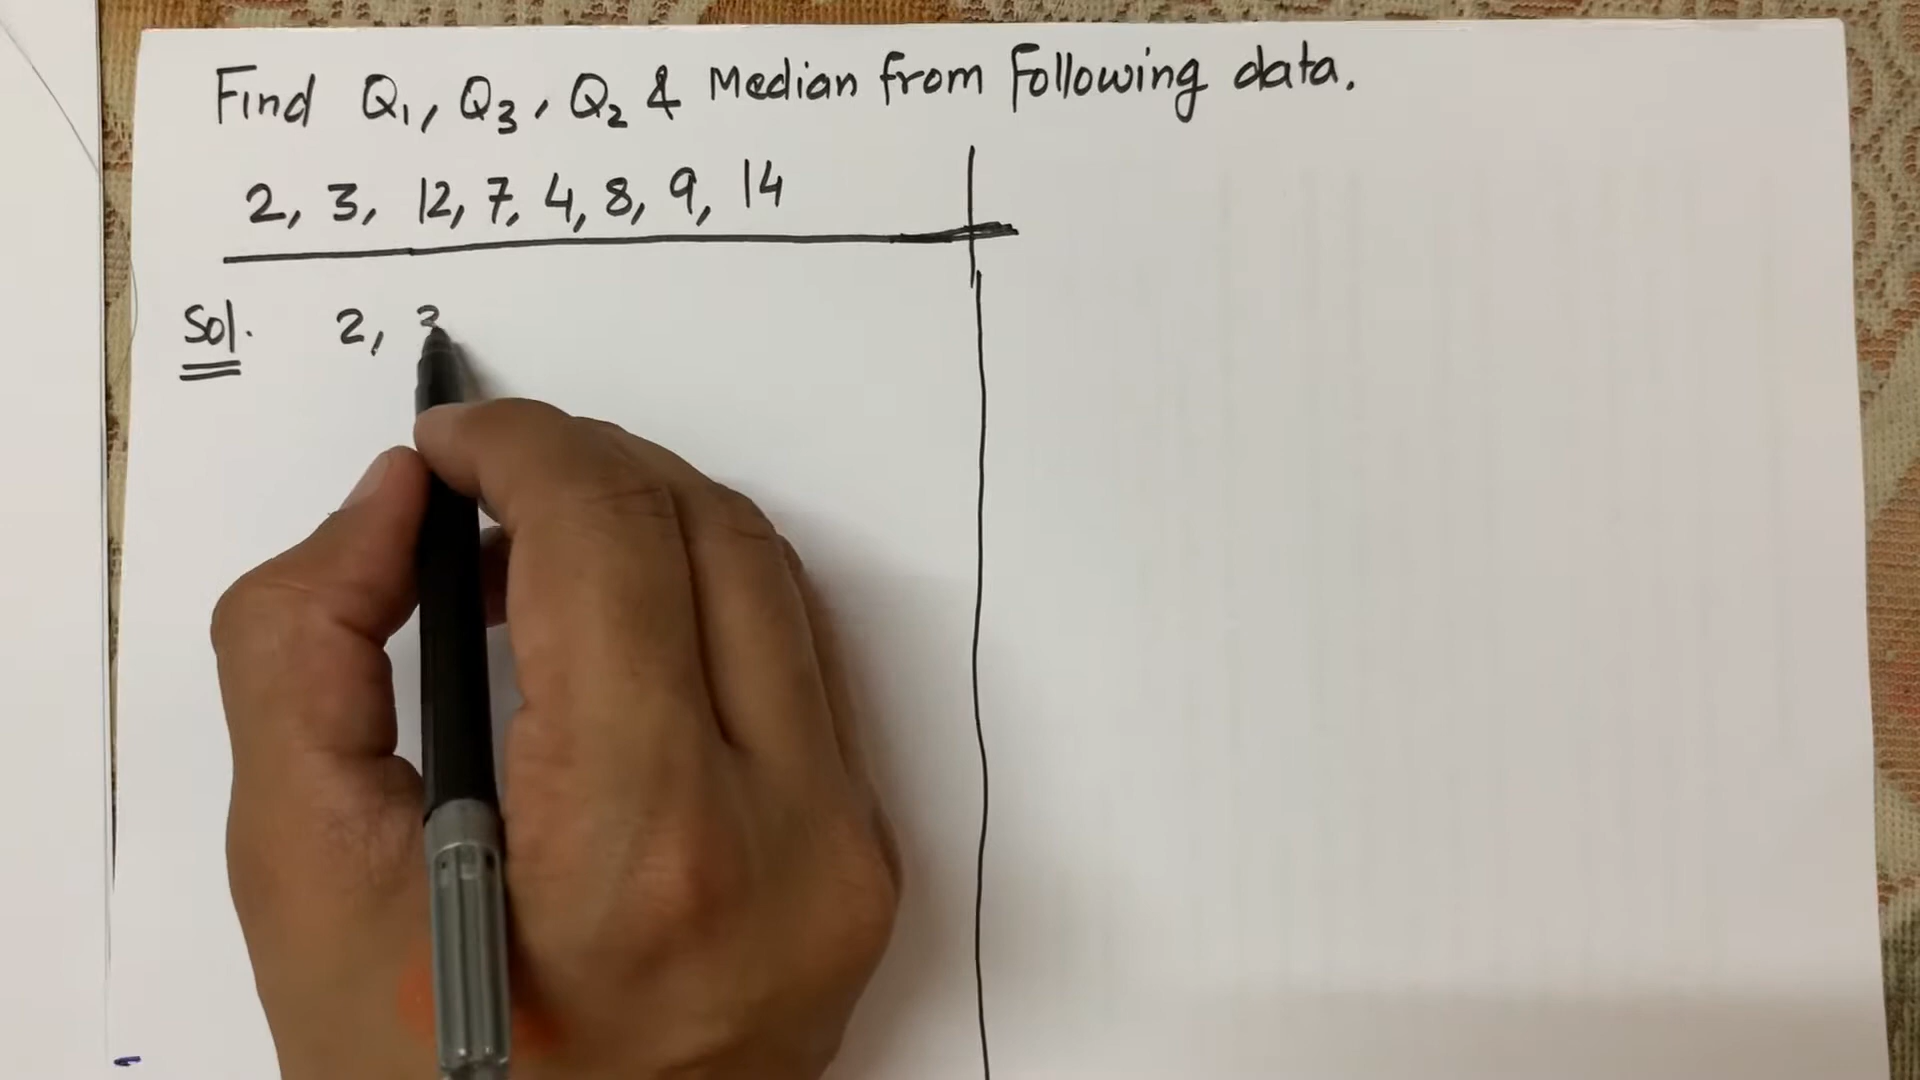 Find Q₁, Q₃, Q₂ & Median from Following data.
2, 3, 12, 7, 4, 8, 9, 14
Sol. 2, 3